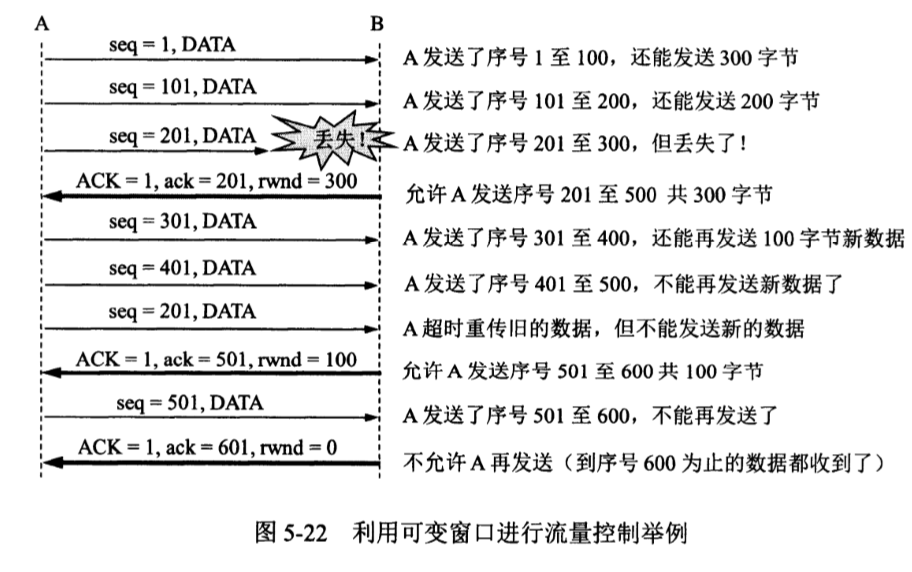 A B
seq = 1, DATA A 发送了序号 1 至 100，还能发送 300 字节
seq = 101, DATA A 发送了序号 101 至 200，还能发送 200 字节
seq = 201, DATA 丢失！ A 发送了序号 201 至 300，但丢失了！
ACK = 1, ack = 201, rwnd = 300 允许 A 发送序号 201 至 500 共 300 字节
seq = 301, DATA A 发送了序号 301 至 400，还能再发送 100 字节新数据
seq = 401, DATA A 发送了序号 401 至 500，不能再发送新数据了
seq = 201, DATA A 超时重传旧的数据，但不能发送新的数据
ACK = 1, ack = 501, rwnd = 100 允许 A 发送序号 501 至 600 共 100 字节
seq = 501, DATA A 发送了序号 501 至 600，不能再发送了
ACK = 1, ack = 601, rwnd = 0 不允许 A 再发送（到序号 600 为止的数据都收到了）
图 5-22 利用可变窗口进行流量控制举例